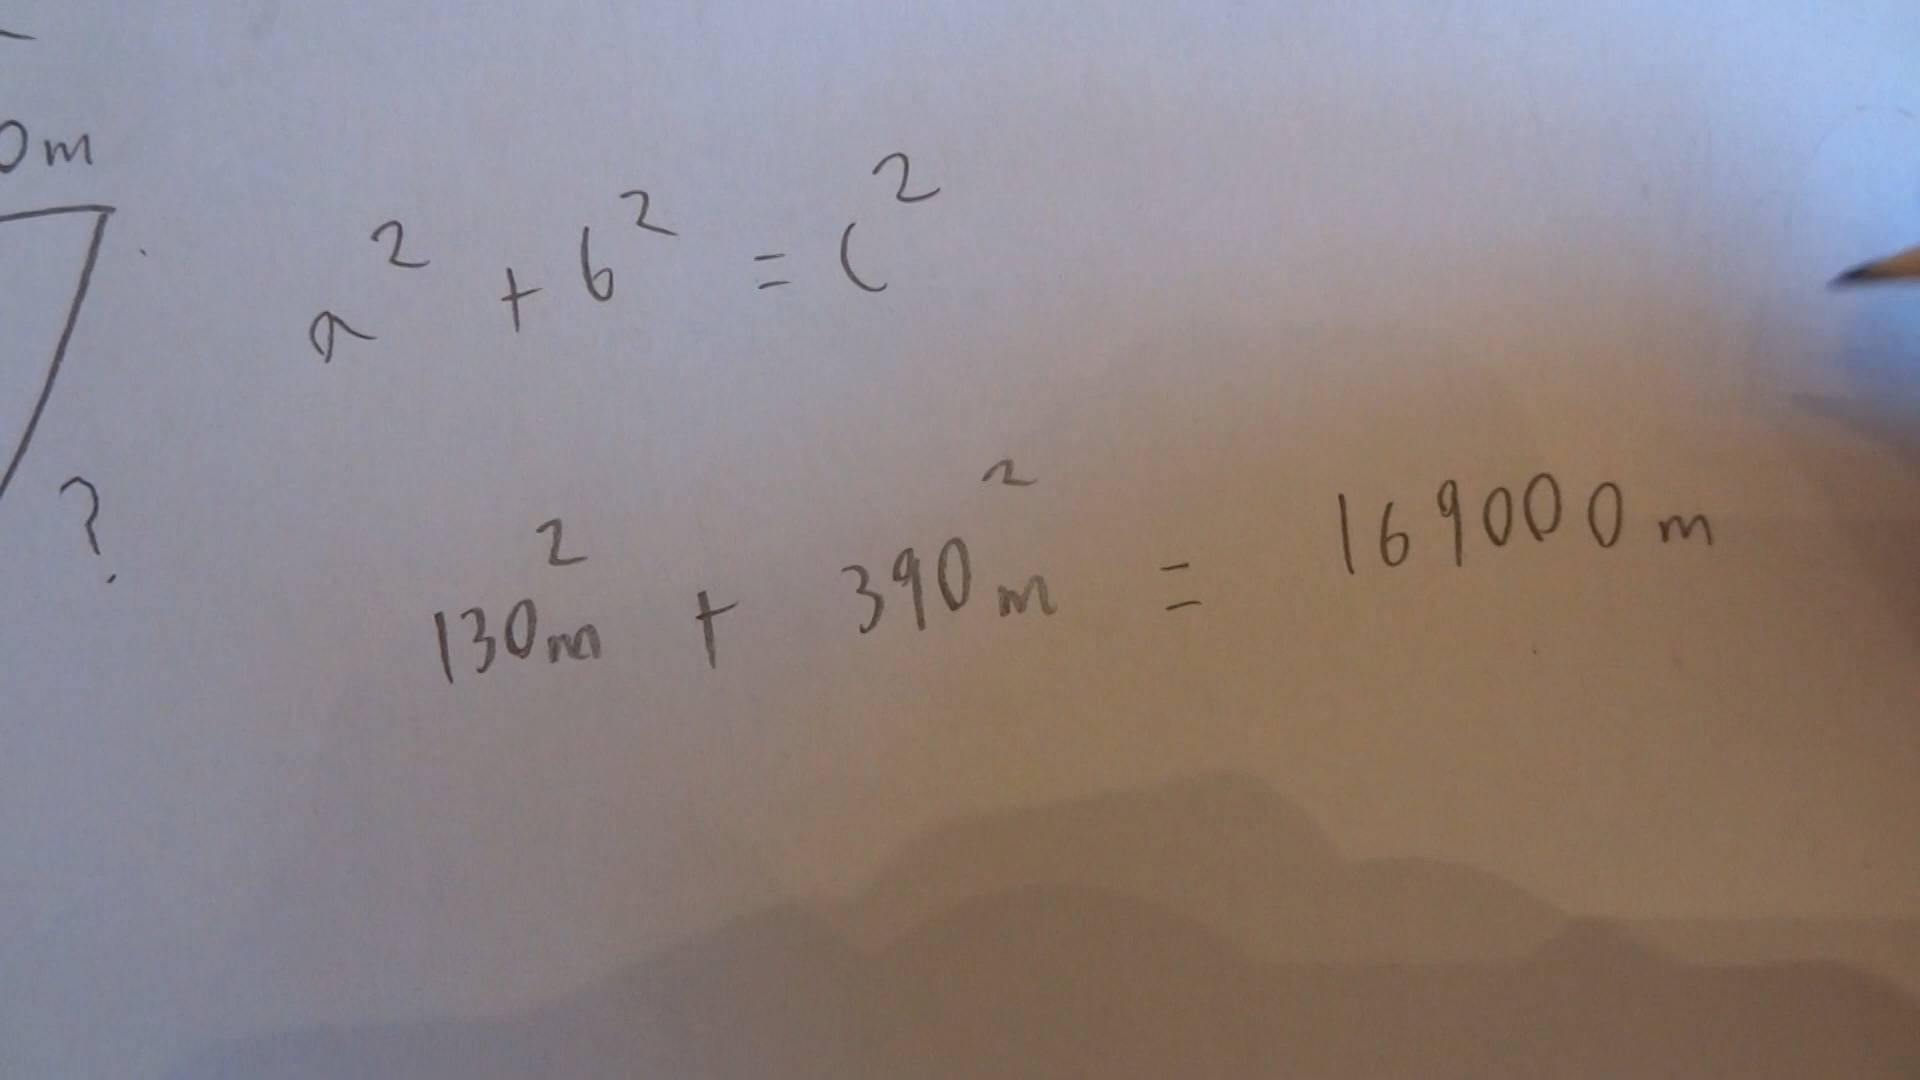 0m
a² + b² = c²
?
130m² + 390m² = 169000m